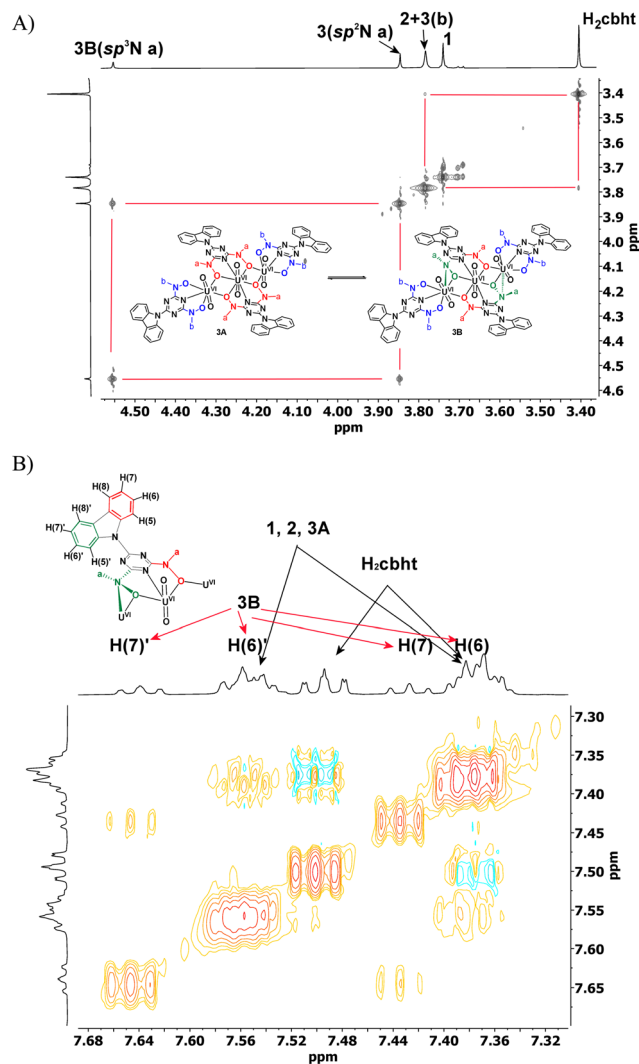 A)
3B(sp³N a)
3(sp²N a)
2+3(b)
1
H₂cbht
3.4
3.5
3.6
3.7
3.8
3.9
4.0
4.1
4.2
4.3
4.4
4.5
4.6
ppm
3A
3B
4.50 4.40 4.30 4.20 4.10 4.00 3.90 3.80 3.70 3.60 3.50 3.40
ppm
B)
H(7)
H(8)
H(6)
H(8)'
H(5)
H(7)'
H(6)'
H(5)'
N
N
N
N
N
a
O
U^VI
a
N
O
O
U^VI
O
U^VI
1, 2, 3A
H₂cbht
3B
H(7)'
H(6)'
H(7)
H(6)
7.30
7.35
7.40
7.45
7.50
7.55
7.60
7.65
ppm
7.68 7.64 7.60 7.56 7.52 7.48 7.44 7.40 7.36 7.32
ppm